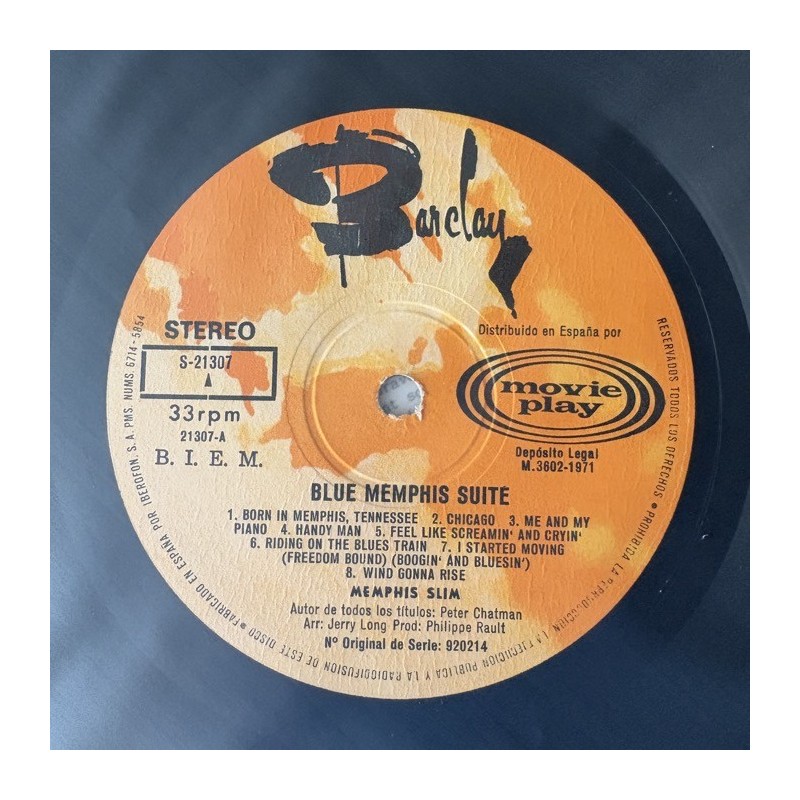 Barclay
STEREO
S-21307
33rpm
21307-A
B. I. E. M.
Distribuido en España por
movie
play
Depósito Legal
M.3602-1971
BLUE MEMPHIS SUITE
1. BORN IN MEMPHIS, TENNESSEE 2. CHICAGO 3. ME AND MY
PIANO 4. HANDY MAN 5. FEEL LIKE SCREAMIN' AND CRYIN'
6. RIDING ON THE BLUES TRAIN 7. I STARTED MOVING
(FREEDOM BOUND) (BOOGIN' AND BLUESIN')
8. WIND GONNA RISE
MEMPHIS SLIM
Autor de todos los títulos: Peter Chatman
Arr: Jerry Long Prod: Philippe Rault
Nº Original de Serie: 920214
RESERVADOS TODOS LOS DERECHOS • PROHIBIDA LA REPRODUCCION, LA EJECUCION PUBLICA Y LA RADIODIFUSION DE ESTE DISCO • FABRICADO EN ESPAÑA POR IBEROFON, S. A. PMS. NUMS. 6714 - 5854